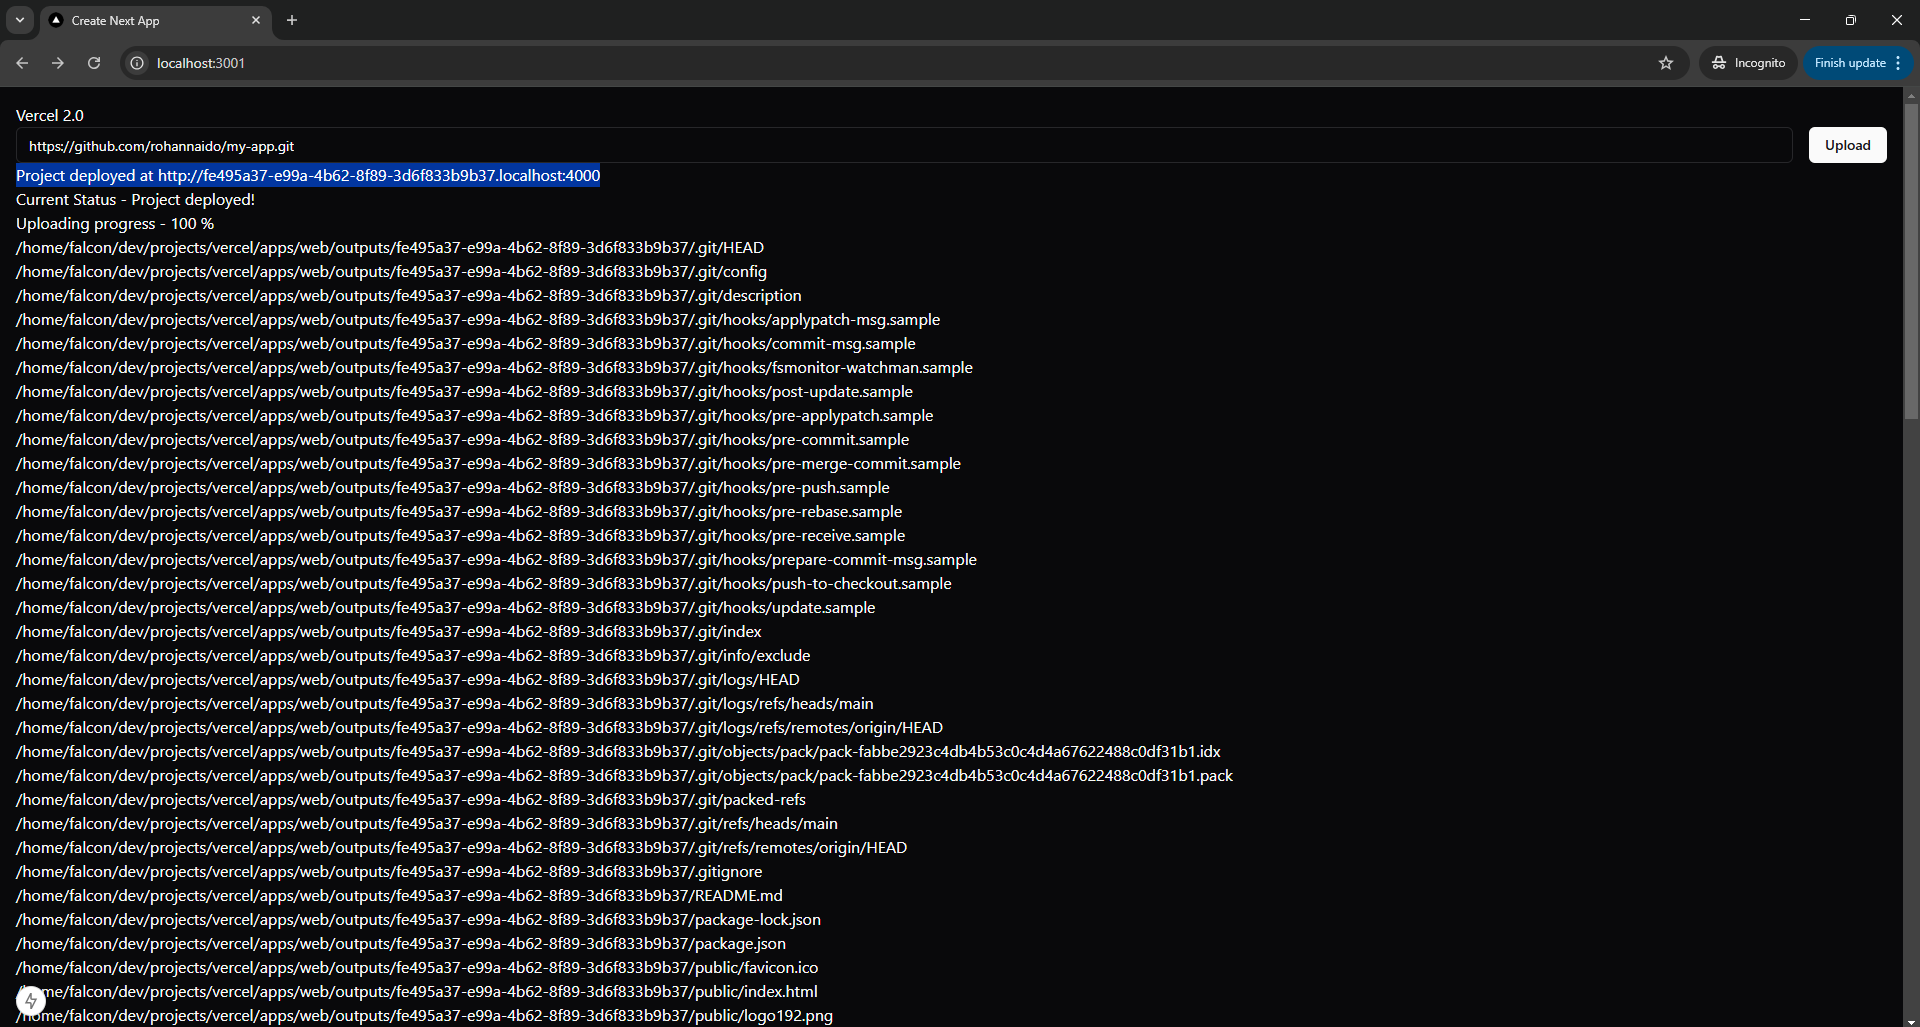 Create Next App
localhost:3001
Incognito
Finish update
Vercel 2.0
https://github.com/rohannaido/my-app.git
Upload
Project deployed at http://fe495a37-e99a-4b62-8f89-3d6f833b9b37.localhost:4000
Current Status - Project deployed!
Uploading progress - 100 %
/home/falcon/dev/projects/vercel/apps/web/outputs/fe495a37-e99a-4b62-8f89-3d6f833b9b37/.git/HEAD
/home/falcon/dev/projects/vercel/apps/web/outputs/fe495a37-e99a-4b62-8f89-3d6f833b9b37/.git/config
/home/falcon/dev/projects/vercel/apps/web/outputs/fe495a37-e99a-4b62-8f89-3d6f833b9b37/.git/description
/home/falcon/dev/projects/vercel/apps/web/outputs/fe495a37-e99a-4b62-8f89-3d6f833b9b37/.git/hooks/applypatch-msg.sample
/home/falcon/dev/projects/vercel/apps/web/outputs/fe495a37-e99a-4b62-8f89-3d6f833b9b37/.git/hooks/commit-msg.sample
/home/falcon/dev/projects/vercel/apps/web/outputs/fe495a37-e99a-4b62-8f89-3d6f833b9b37/.git/hooks/fsmonitor-watchman.sample
/home/falcon/dev/projects/vercel/apps/web/outputs/fe495a37-e99a-4b62-8f89-3d6f833b9b37/.git/hooks/post-update.sample
/home/falcon/dev/projects/vercel/apps/web/outputs/fe495a37-e99a-4b62-8f89-3d6f833b9b37/.git/hooks/pre-applypatch.sample
/home/falcon/dev/projects/vercel/apps/web/outputs/fe495a37-e99a-4b62-8f89-3d6f833b9b37/.git/hooks/pre-commit.sample
/home/falcon/dev/projects/vercel/apps/web/outputs/fe495a37-e99a-4b62-8f89-3d6f833b9b37/.git/hooks/pre-merge-commit.sample
/home/falcon/dev/projects/vercel/apps/web/outputs/fe495a37-e99a-4b62-8f89-3d6f833b9b37/.git/hooks/pre-push.sample
/home/falcon/dev/projects/vercel/apps/web/outputs/fe495a37-e99a-4b62-8f89-3d6f833b9b37/.git/hooks/pre-rebase.sample
/home/falcon/dev/projects/vercel/apps/web/outputs/fe495a37-e99a-4b62-8f89-3d6f833b9b37/.git/hooks/pre-receive.sample
/home/falcon/dev/projects/vercel/apps/web/outputs/fe495a37-e99a-4b62-8f89-3d6f833b9b37/.git/hooks/prepare-commit-msg.sample
/home/falcon/dev/projects/vercel/apps/web/outputs/fe495a37-e99a-4b62-8f89-3d6f833b9b37/.git/hooks/push-to-checkout.sample
/home/falcon/dev/projects/vercel/apps/web/outputs/fe495a37-e99a-4b62-8f89-3d6f833b9b37/.git/hooks/update.sample
/home/falcon/dev/projects/vercel/apps/web/outputs/fe495a37-e99a-4b62-8f89-3d6f833b9b37/.git/index
/home/falcon/dev/projects/vercel/apps/web/outputs/fe495a37-e99a-4b62-8f89-3d6f833b9b37/.git/info/exclude
/home/falcon/dev/projects/vercel/apps/web/outputs/fe495a37-e99a-4b62-8f89-3d6f833b9b37/.git/logs/HEAD
/home/falcon/dev/projects/vercel/apps/web/outputs/fe495a37-e99a-4b62-8f89-3d6f833b9b37/.git/logs/refs/heads/main
/home/falcon/dev/projects/vercel/apps/web/outputs/fe495a37-e99a-4b62-8f89-3d6f833b9b37/.git/logs/refs/remotes/origin/HEAD
/home/falcon/dev/projects/vercel/apps/web/outputs/fe495a37-e99a-4b62-8f89-3d6f833b9b37/.git/objects/pack/pack-fabbe2923c4db4b53c0c4d4a67622488c0df31b1.idx
/home/falcon/dev/projects/vercel/apps/web/outputs/fe495a37-e99a-4b62-8f89-3d6f833b9b37/.git/objects/pack/pack-fabbe2923c4db4b53c0c4d4a67622488c0df31b1.pack
/home/falcon/dev/projects/vercel/apps/web/outputs/fe495a37-e99a-4b62-8f89-3d6f833b9b37/.git/packed-refs
/home/falcon/dev/projects/vercel/apps/web/outputs/fe495a37-e99a-4b62-8f89-3d6f833b9b37/.git/refs/heads/main
/home/falcon/dev/projects/vercel/apps/web/outputs/fe495a37-e99a-4b62-8f89-3d6f833b9b37/.git/refs/remotes/origin/HEAD
/home/falcon/dev/projects/vercel/apps/web/outputs/fe495a37-e99a-4b62-8f89-3d6f833b9b37/.gitignore
/home/falcon/dev/projects/vercel/apps/web/outputs/fe495a37-e99a-4b62-8f89-3d6f833b9b37/README.md
/home/falcon/dev/projects/vercel/apps/web/outputs/fe495a37-e99a-4b62-8f89-3d6f833b9b37/package-lock.json
/home/falcon/dev/projects/vercel/apps/web/outputs/fe495a37-e99a-4b62-8f89-3d6f833b9b37/package.json
/home/falcon/dev/projects/vercel/apps/web/outputs/fe495a37-e99a-4b62-8f89-3d6f833b9b37/public/favicon.ico
me/falcon/dev/projects/vercel/apps/web/outputs/fe495a37-e99a-4b62-8f89-3d6f833b9b37/public/index.html
/home/falcon/dev/projects/vercel/apps/web/outputs/fe495a37-e99a-4b62-8f89-3d6f833b9b37/public/logo192.png